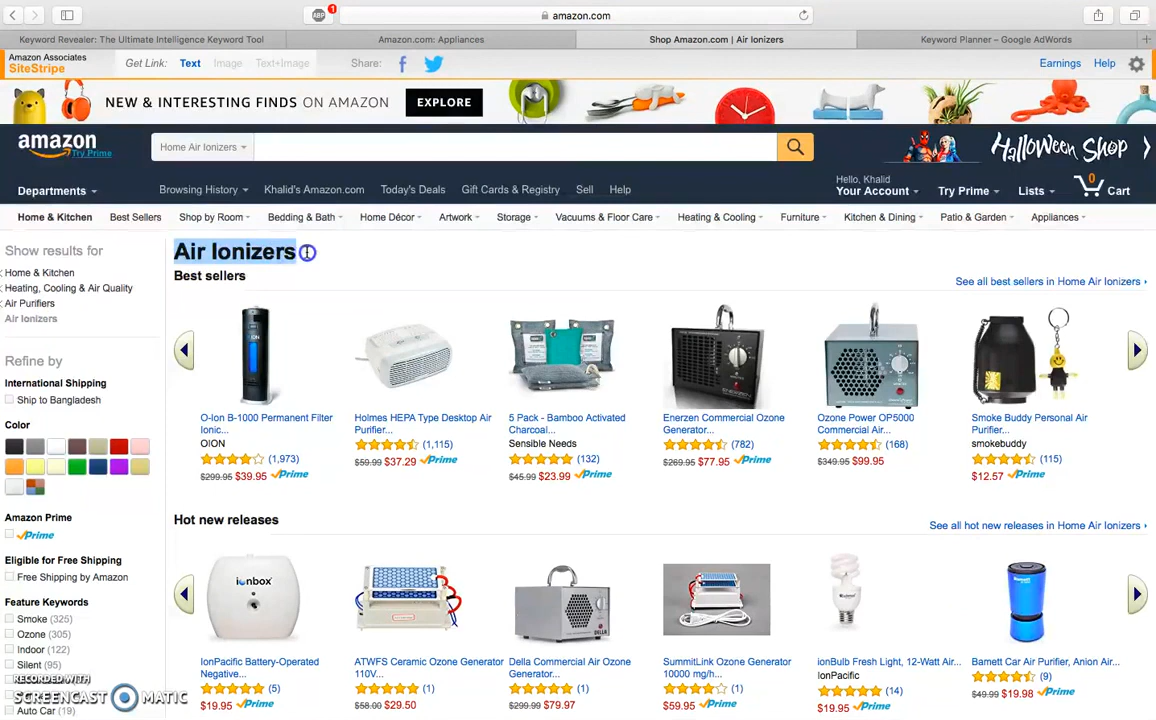 amazon.com
ABP
1
Keyword Revealer: The Ultimate Intelligence Keyword Tool
Amazon.com: Appliances
Shop Amazon.com | Air Ionizers
Keyword Planner – Google AdWords
Amazon Associates
SiteStripe
Get Link: Text Image Text+Image
Share:
Earnings Help
NEW & INTERESTING FINDS ON AMAZON EXPLORE
amazon
Try Prime
Home Air Ionizers
Halloween Shop
Departments
Browsing History Khalid's Amazon.com Today's Deals Gift Cards & Registry Sell Help
Hello, Khalid
Your Account Try Prime Lists 0 Cart
Home & Kitchen Best Sellers Shop by Room Bedding & Bath Home Décor Artwork Storage Vacuums & Floor Care Heating & Cooling Furniture Kitchen & Dining Patio & Garden Appliances
Show results for
Home & Kitchen
Heating, Cooling & Air Quality
Air Purifiers
Air Ionizers
Refine by
International Shipping
Ship to Bangladesh
Color
Amazon Prime
Prime
Eligible for Free Shipping
Free Shipping by Amazon
Feature Keywords
Smoke (325)
Ozone (305)
Indoor (122)
Silent (95)
Auto Car (19)
RECORDED WITH
SCREENCAST MATIC
Air Ionizers
Best sellers
See all best sellers in Home Air Ionizers
O-Ion B-1000 Permanent Filter
Ionic...
OION
(1,973)
$299.95 $39.95 Prime
Holmes HEPA Type Desktop Air
Purifier...
(1,115)
$59.99 $37.29 Prime
5 Pack - Bamboo Activated
Charcoal...
Sensible Needs
(132)
$45.99 $23.99 Prime
Enerzen Commercial Ozone
Generator...
(782)
$269.95 $77.95 Prime
Ozone Power OP5000
Commercial Air...
(168)
$349.95 $99.95
Smoke Buddy Personal Air
Purifier...
smokebuddy
(115)
$12.57 Prime
Hot new releases
See all hot new releases in Home Air Ionizers
ionbox
DELLA
IonPacific Battery-Operated
Negative...
(5)
$19.95 Prime
ATWFS Ceramic Ozone Generator
110V...
(1)
$58.00 $29.50
Della Commercial Air Ozone
Generator...
(1)
$299.99 $79.97
SummitLink Ozone Generator
10000 mg/h...
(1)
$59.95 Prime
ionBulb Fresh Light, 12-Watt Air...
IonPacific
(14)
$19.95 Prime
Bamett Car Air Purifier, Anion Air...
(9)
$49.99 $19.98 Prime